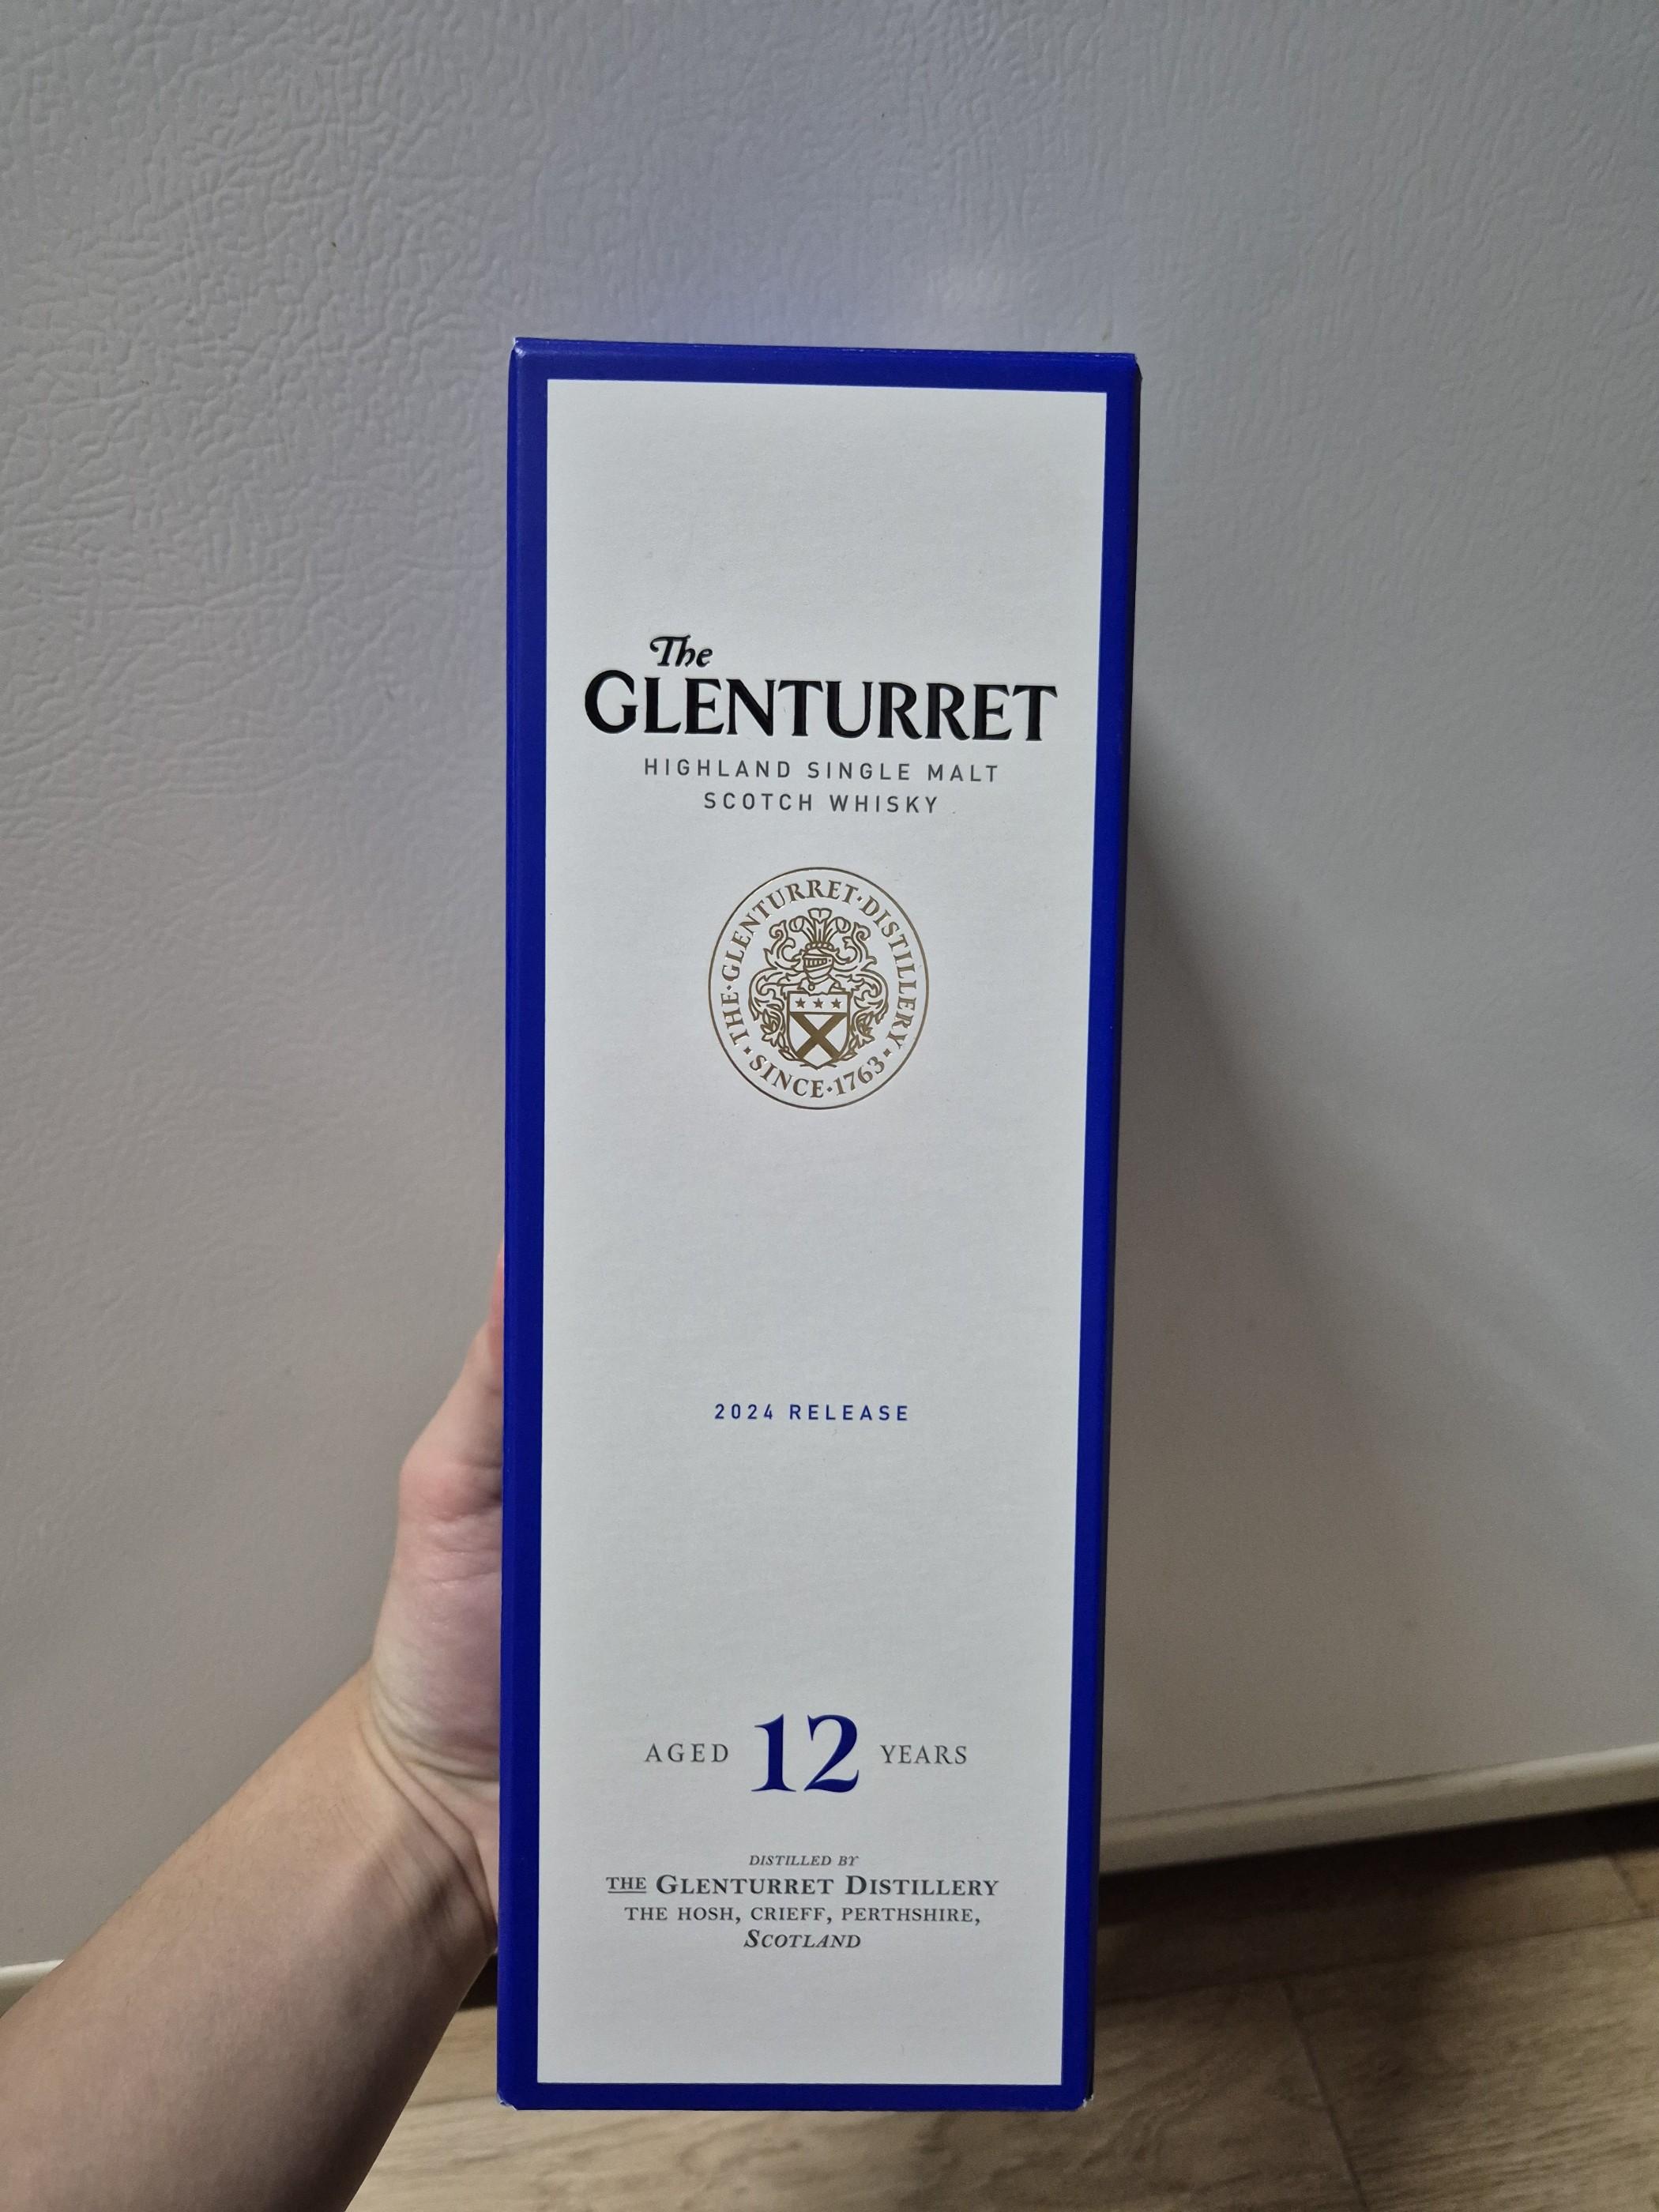 The
GLENTURRET
HIGHLAND SINGLE MALT
SCOTCH WHISKY
THE·GLENTURRET·DISTILLERY
SINCE·1763
2024 RELEASE
AGED 12 YEARS
DISTILLED BY
THE GLENTURRET DISTILLERY
THE HOSH, CRIEFF, PERTHSHIRE,
SCOTLAND